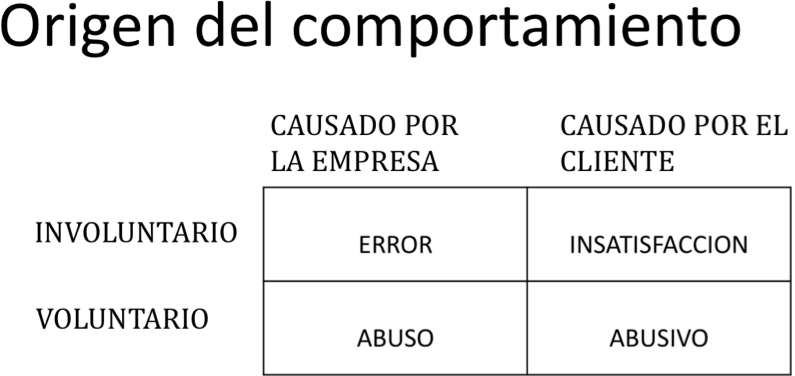 Origen del comportamiento
CAUSADO POR
LA EMPRESA
CAUSADO POR EL
CLIENTE
INVOLUNTARIO
ERROR
INSATISFACCION
VOLUNTARIO
ABUSO
ABUSIVO